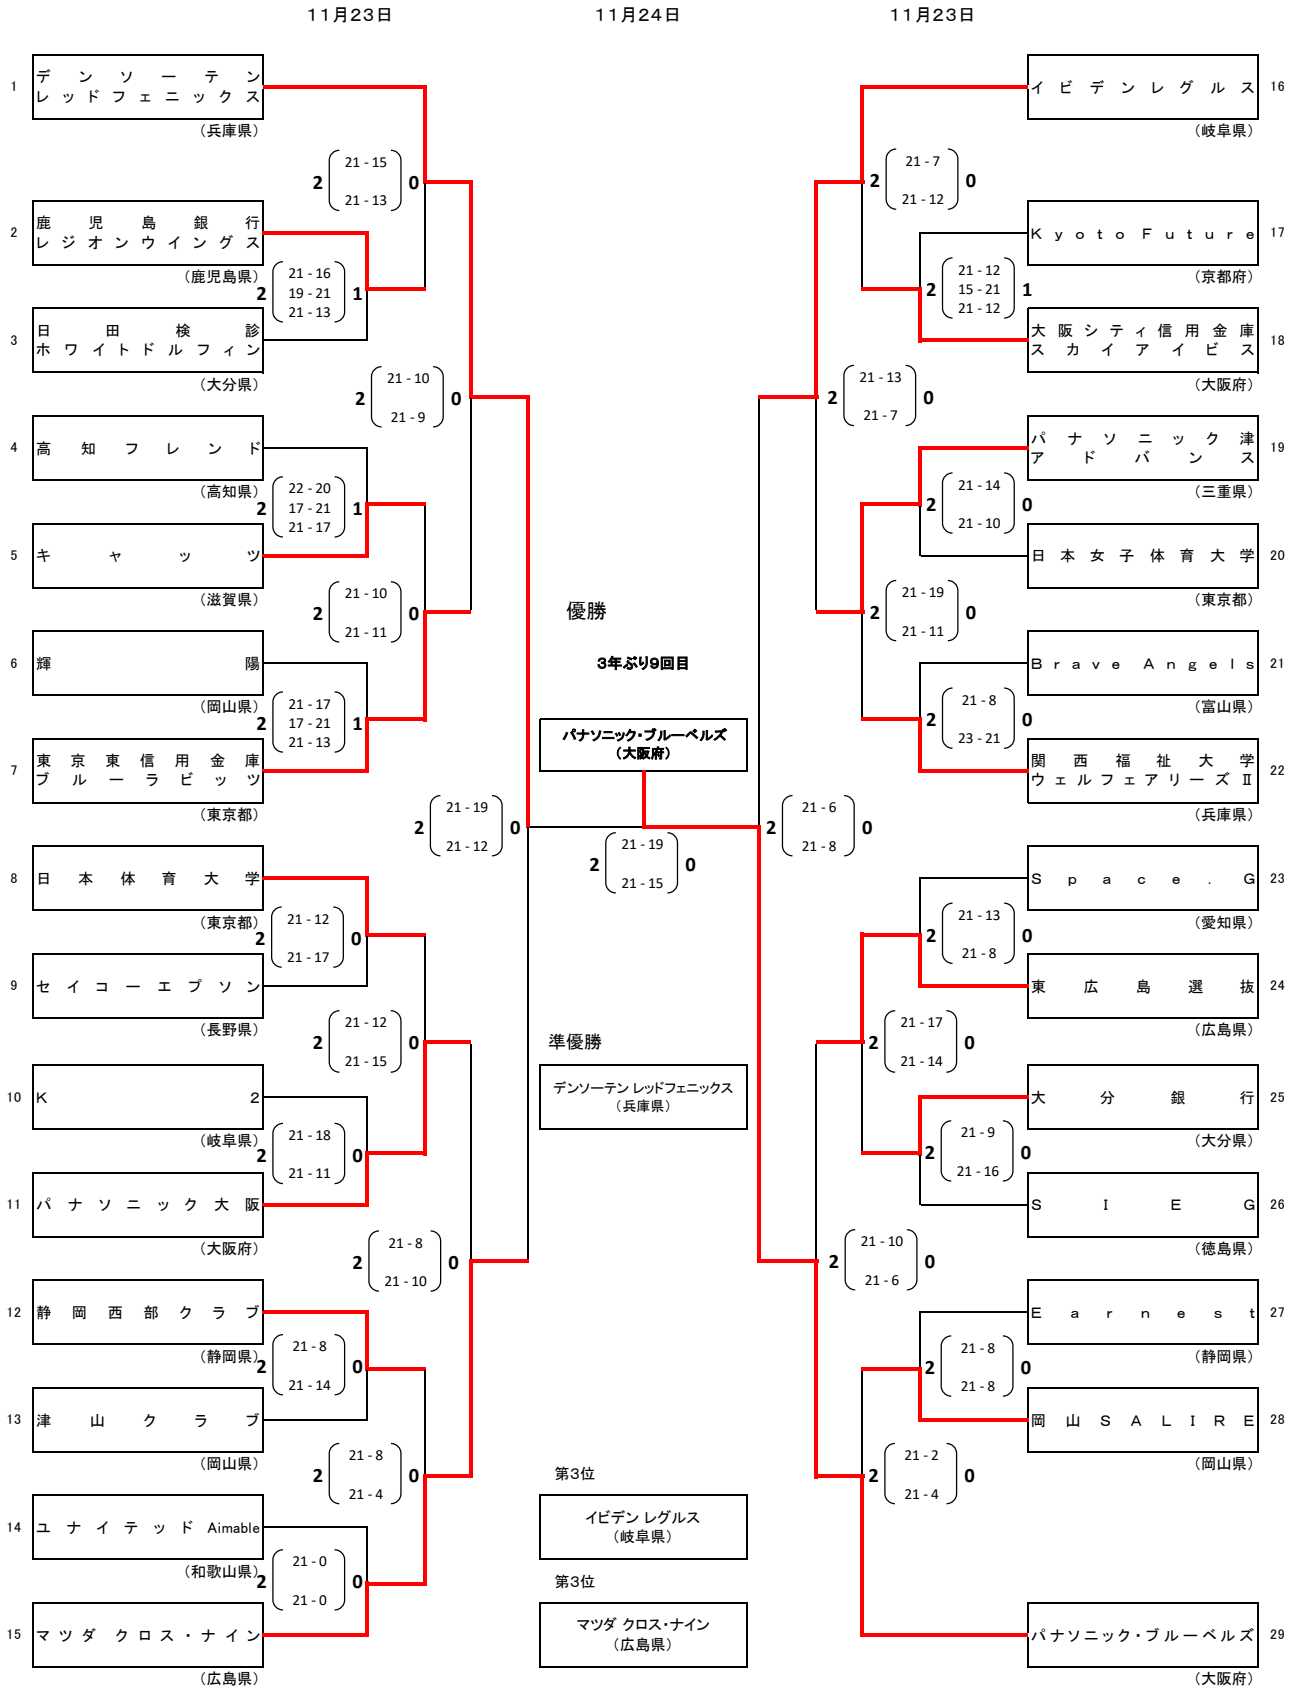 11月23日
11月24日
11月23日
1
デンソーテン
レッドフェニックス
(兵庫県)
2
鹿児島銀行
レジオンウイングス
(鹿児島県)
3
日田検診
ホワイトドルフィン
(大分県)
4
高知フレンド
(高知県)
5
キャッツ
(滋賀県)
6
輝陽
(岡山県)
7
東京東信用金庫
ブルーラビッツ
(東京都)
8
日本体育大学
(東京都)
9
セイコーエプソン
(長野県)
10
K2
(岐阜県)
11
パナソニック大阪
(大阪府)
12
静岡西部クラブ
(静岡県)
13
津山クラブ
(岡山県)
14
ユナイテッド Aimable
(和歌山県)
15
マツダ クロス・ナイン
(広島県)
21 - 15
2 0
21 - 13
21 - 16
2 19 - 21 1
21 - 13
21 - 10
2 0
21 - 9
22 - 20
2 17 - 21 1
21 - 17
21 - 10
2 0
21 - 11
21 - 17
2 17 - 21 1
21 - 13
21 - 19
2 0
21 - 12
21 - 12
2 0
21 - 17
21 - 12
2 0
21 - 15
21 - 18
2 0
21 - 11
21 - 8
2 0
21 - 10
21 - 8
2 0
21 - 14
21 - 8
2 0
21 - 4
21 - 0
2 0
21 - 0
優勝
3年ぶり9回目
パナソニック・ブルーベルズ
(大阪府)
21 - 19
2 0
21 - 15
準優勝
デンソーテン レッドフェニックス
(兵庫県)
第3位
イビデン レグルス
(岐阜県)
第3位
マツダ クロス・ナイン
(広島県)
21 - 7
2 0
21 - 12
21 - 12
2 15 - 21 1
21 - 12
21 - 13
2 0
21 - 7
21 - 14
2 0
21 - 10
21 - 19
2 0
21 - 11
21 - 8
2 0
23 - 21
21 - 6
2 0
21 - 8
21 - 13
2 0
21 - 8
21 - 17
2 0
21 - 14
21 - 9
2 0
21 - 16
21 - 10
2 0
21 - 6
21 - 8
2 0
21 - 8
21 - 2
2 0
21 - 4
イビデンレグルス
16
(岐阜県)
Kyoto Future
17
(京都府)
大阪シティ信用金庫
スカイアイビス
18
(大阪府)
パナソニック津
アドバンス
19
(三重県)
日本女子体育大学
20
(東京都)
Brave Angels
21
(富山県)
関西福祉大学
ウェルフェアリーズⅡ
22
(兵庫県)
Space.G
23
(愛知県)
東広島選抜
24
(広島県)
大分銀行
25
(大分県)
SIEG
26
(徳島県)
Earnest
27
(静岡県)
岡山SALIRE
28
(岡山県)
パナソニック・ブルーベルズ
29
(大阪府)